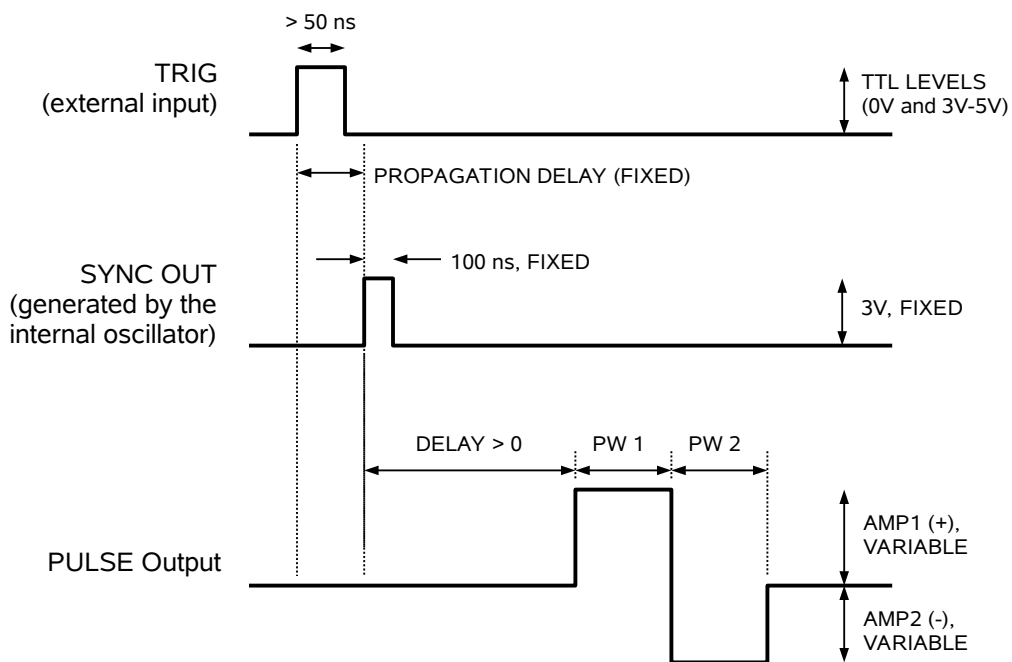 > 50 ns
TRIG
(external input)
TTL LEVELS
(0V and 3V-5V)
PROPAGATION DELAY (FIXED)
100 ns, FIXED
SYNC OUT
(generated by the
internal oscillator)
3V, FIXED
DELAY > 0
PW 1
PW 2
PULSE Output
AMP1 (+),
VARIABLE
AMP2 (-),
VARIABLE